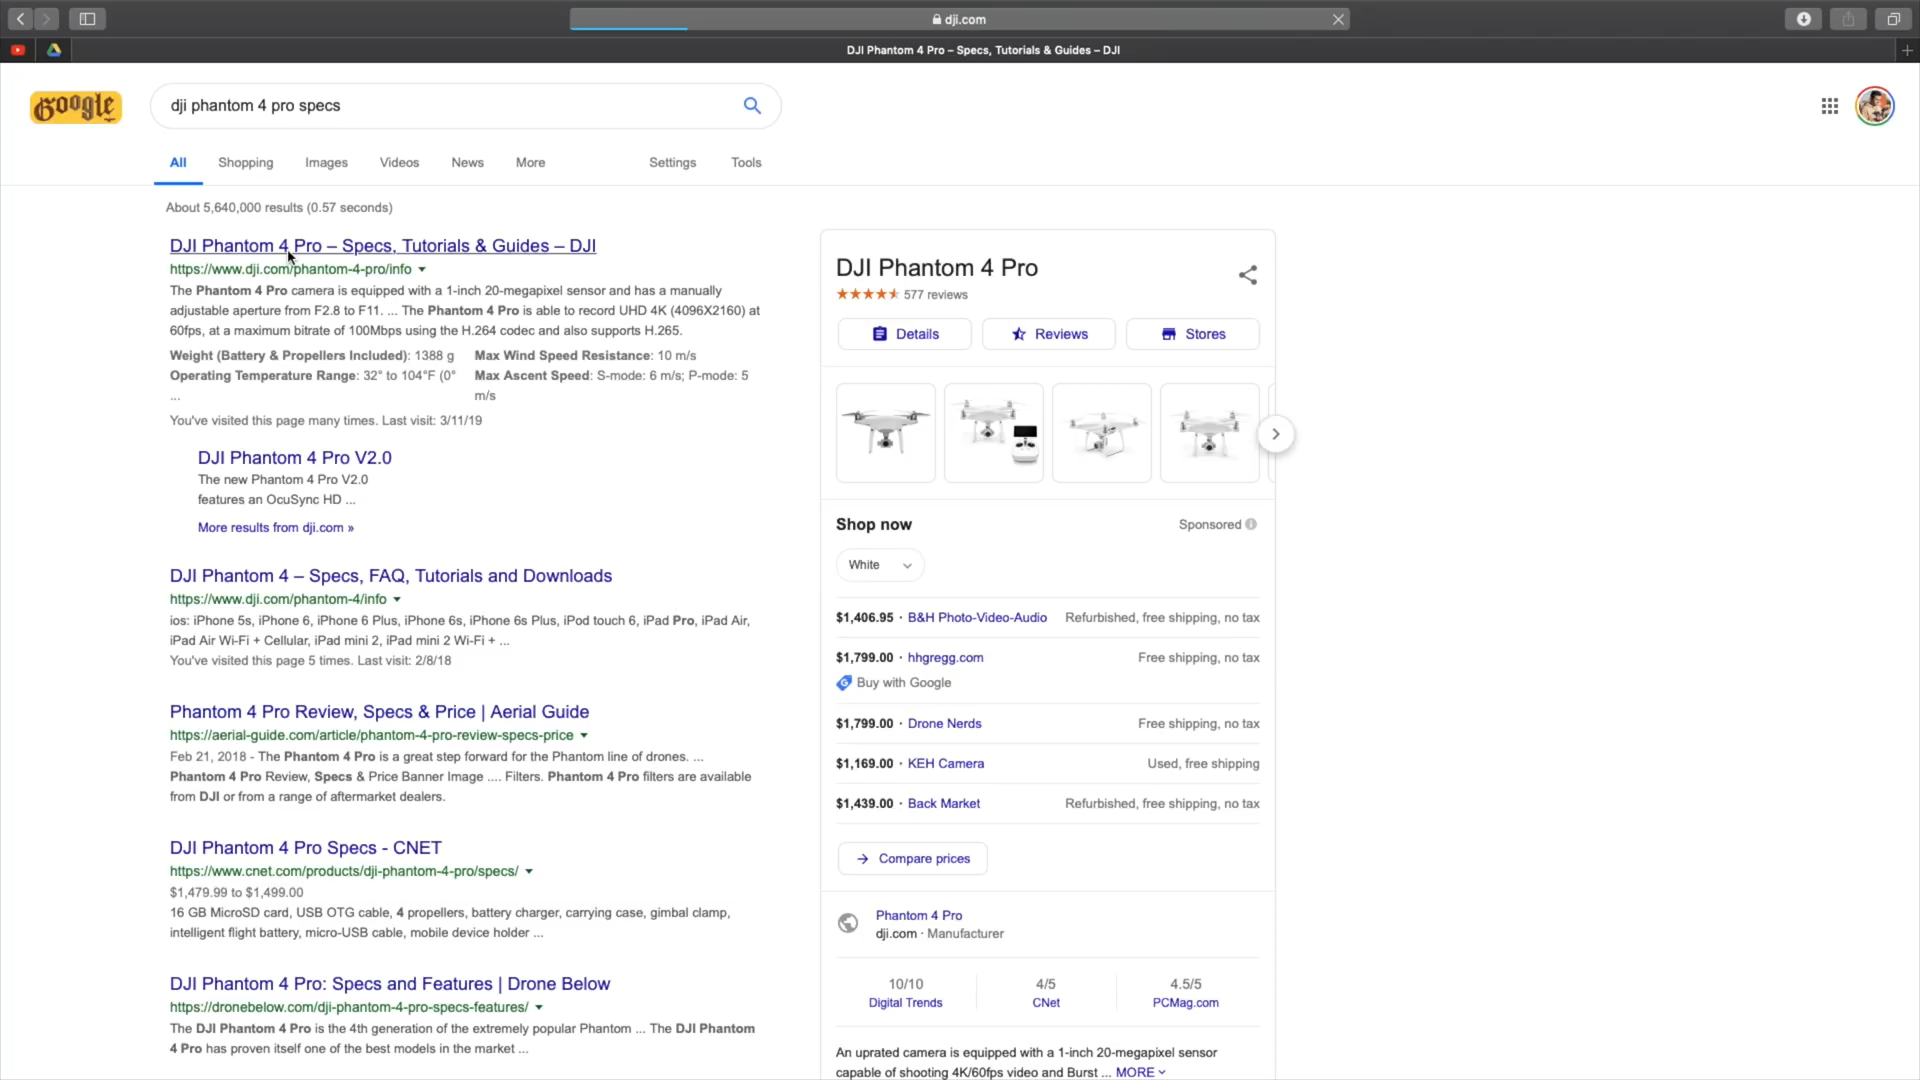 dji.com
DJI Phantom 4 Pro – Specs, Tutorials & Guides – DJI
Google
dji phantom 4 pro specs
All Shopping Images Videos News More Settings Tools
About 5,640,000 results (0.57 seconds)
DJI Phantom 4 Pro – Specs, Tutorials & Guides – DJI
https://www.dji.com/phantom-4-pro/info
The Phantom 4 Pro camera is equipped with a 1-inch 20-megapixel sensor and has a manually
adjustable aperture from F2.8 to F11. ... The Phantom 4 Pro is able to record UHD 4K (4096X2160) at
60fps, at a maximum bitrate of 100Mbps using the H.264 codec and also supports H.265.
Weight (Battery & Propellers Included): 1388 g
Operating Temperature Range: 32° to 104°F (0°
...
Max Wind Speed Resistance: 10 m/s
Max Ascent Speed: S-mode: 6 m/s; P-mode: 5
m/s
You've visited this page many times. Last visit: 3/11/19
DJI Phantom 4 Pro V2.0
The new Phantom 4 Pro V2.0
features an OcuSync HD ...
More results from dji.com »
DJI Phantom 4 – Specs, FAQ, Tutorials and Downloads
https://www.dji.com/phantom-4/info
ios: iPhone 5s, iPhone 6, iPhone 6 Plus, iPhone 6s, iPhone 6s Plus, iPod touch 6, iPad Pro, iPad Air,
iPad Air Wi-Fi + Cellular, iPad mini 2, iPad mini 2 Wi-Fi + ...
You've visited this page 5 times. Last visit: 2/8/18
Phantom 4 Pro Review, Specs & Price | Aerial Guide
https://aerial-guide.com/article/phantom-4-pro-review-specs-price
Feb 21, 2018 - The Phantom 4 Pro is a great step forward for the Phantom line of drones. ...
Phantom 4 Pro Review, Specs & Price Banner Image .... Filters. Phantom 4 Pro filters are available
from DJI or from a range of aftermarket dealers.
DJI Phantom 4 Pro Specs - CNET
https://www.cnet.com/products/dji-phantom-4-pro/specs/
$1,479.99 to $1,499.00
16 GB MicroSD card, USB OTG cable, 4 propellers, battery charger, carrying case, gimbal clamp,
intelligent flight battery, micro-USB cable, mobile device holder ...
DJI Phantom 4 Pro: Specs and Features | Drone Below
https://dronebelow.com/dji-phantom-4-pro-specs-features/
The DJI Phantom 4 Pro is the 4th generation of the extremely popular Phantom ... The DJI Phantom
4 Pro has proven itself one of the best models in the market ...
DJI Phantom 4 Pro
577 reviews
Details Reviews Stores
Shop now Sponsored
White
$1,406.95 · B&H Photo-Video-Audio Refurbished, free shipping, no tax
$1,799.00 · hhgregg.com Free shipping, no tax
Buy with Google
$1,799.00 · Drone Nerds Free shipping, no tax
$1,169.00 · KEH Camera Used, free shipping
$1,439.00 · Back Market Refurbished, free shipping, no tax
Compare prices
Phantom 4 Pro
dji.com · Manufacturer
10/10 4/5 4.5/5
Digital Trends CNet PCMag.com
An uprated camera is equipped with a 1-inch 20-megapixel sensor
capable of shooting 4K/60fps video and Burst ... MORE